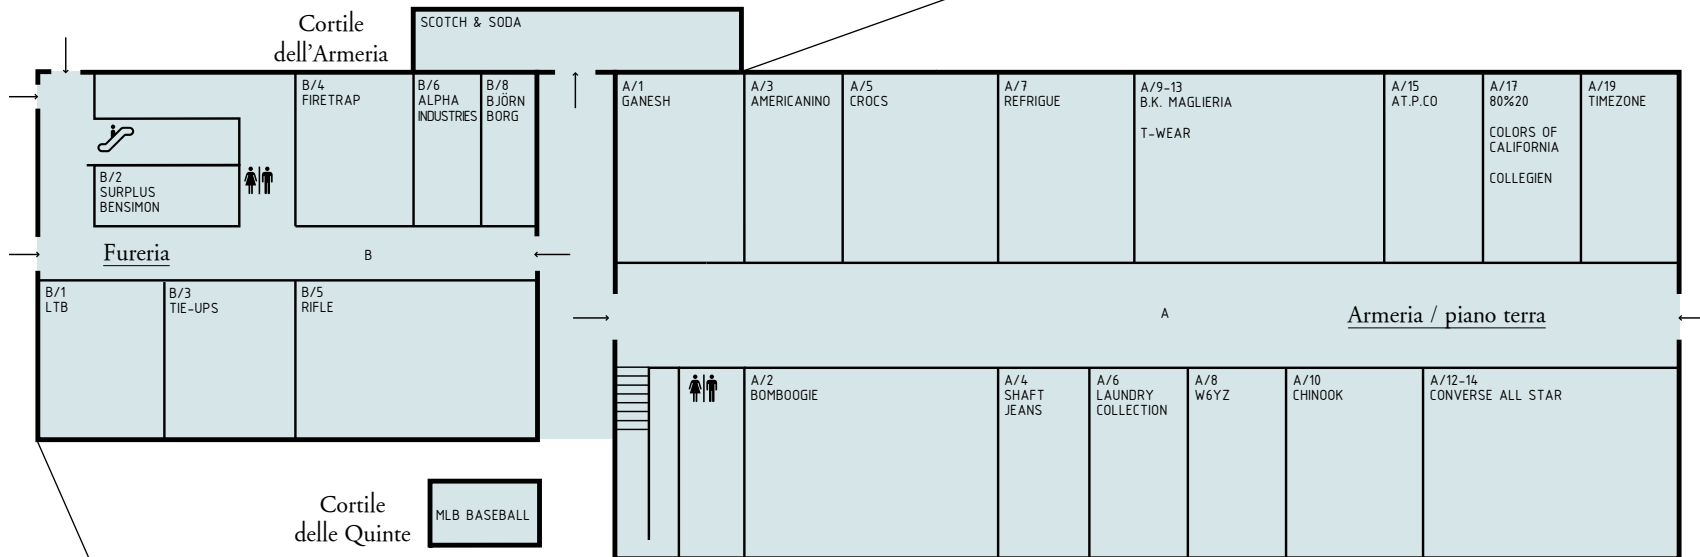 Cortile
dell'Armeria
SCOTCH & SODA
B/4
FIRETRAP
B/6
ALPHA
INDUSTRIES
B/8
BJÖRN
BORG
B/2
SURPLUS
BENSIMON
Fureria
B
B/1
LTB
B/3
TIE-UPS
B/5
RIFLE
A/1
GANESH
A/3
AMERICANINO
A/5
CROCS
A/7
REFRIGUE
A/9-13
B.K. MAGLIERIA
T-WEAR
A/15
AT.P.CO
A/17
80%20
COLORS OF
CALIFORNIA
COLLEGIEN
A/19
TIMEZONE
A
Armeria / piano terra
A/2
BOMBOOGIE
A/4
SHAFT
JEANS
A/6
LAUNDRY
COLLECTION
A/8
W6YZ
A/10
CHINOOK
A/12-14
CONVERSE ALL STAR
Cortile
delle Quinte
MLB BASEBALL